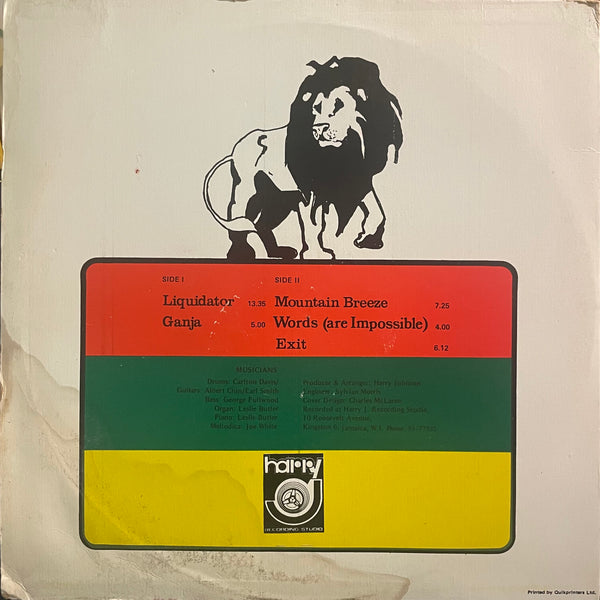 SIDE I
Liquidator 13.35
Ganja 5.00
SIDE II
Mountain Breeze 7.25
Words (are Impossible) 4.00
Exit 6.12
MUSICIANS
Drums: Carlton Davis/
Guitars: Albert Chin/Earl Smith
Bass: George Fullwood
Organ: Leslie Butler
Piano: Leslie Butler
Melodica: Joe White
Producer & Arranger: Harry Johnson
Engineer: Sylvian Morris
Cover Design: Charles McLaren
Recorded at Harry J. Recording Studio,
10 Roosevelt Avenue,
Kingston 6, Jamaica, W.I. Phone
harry
J
RECORDING STUDIO
Printed by Quikprinters Ltd.